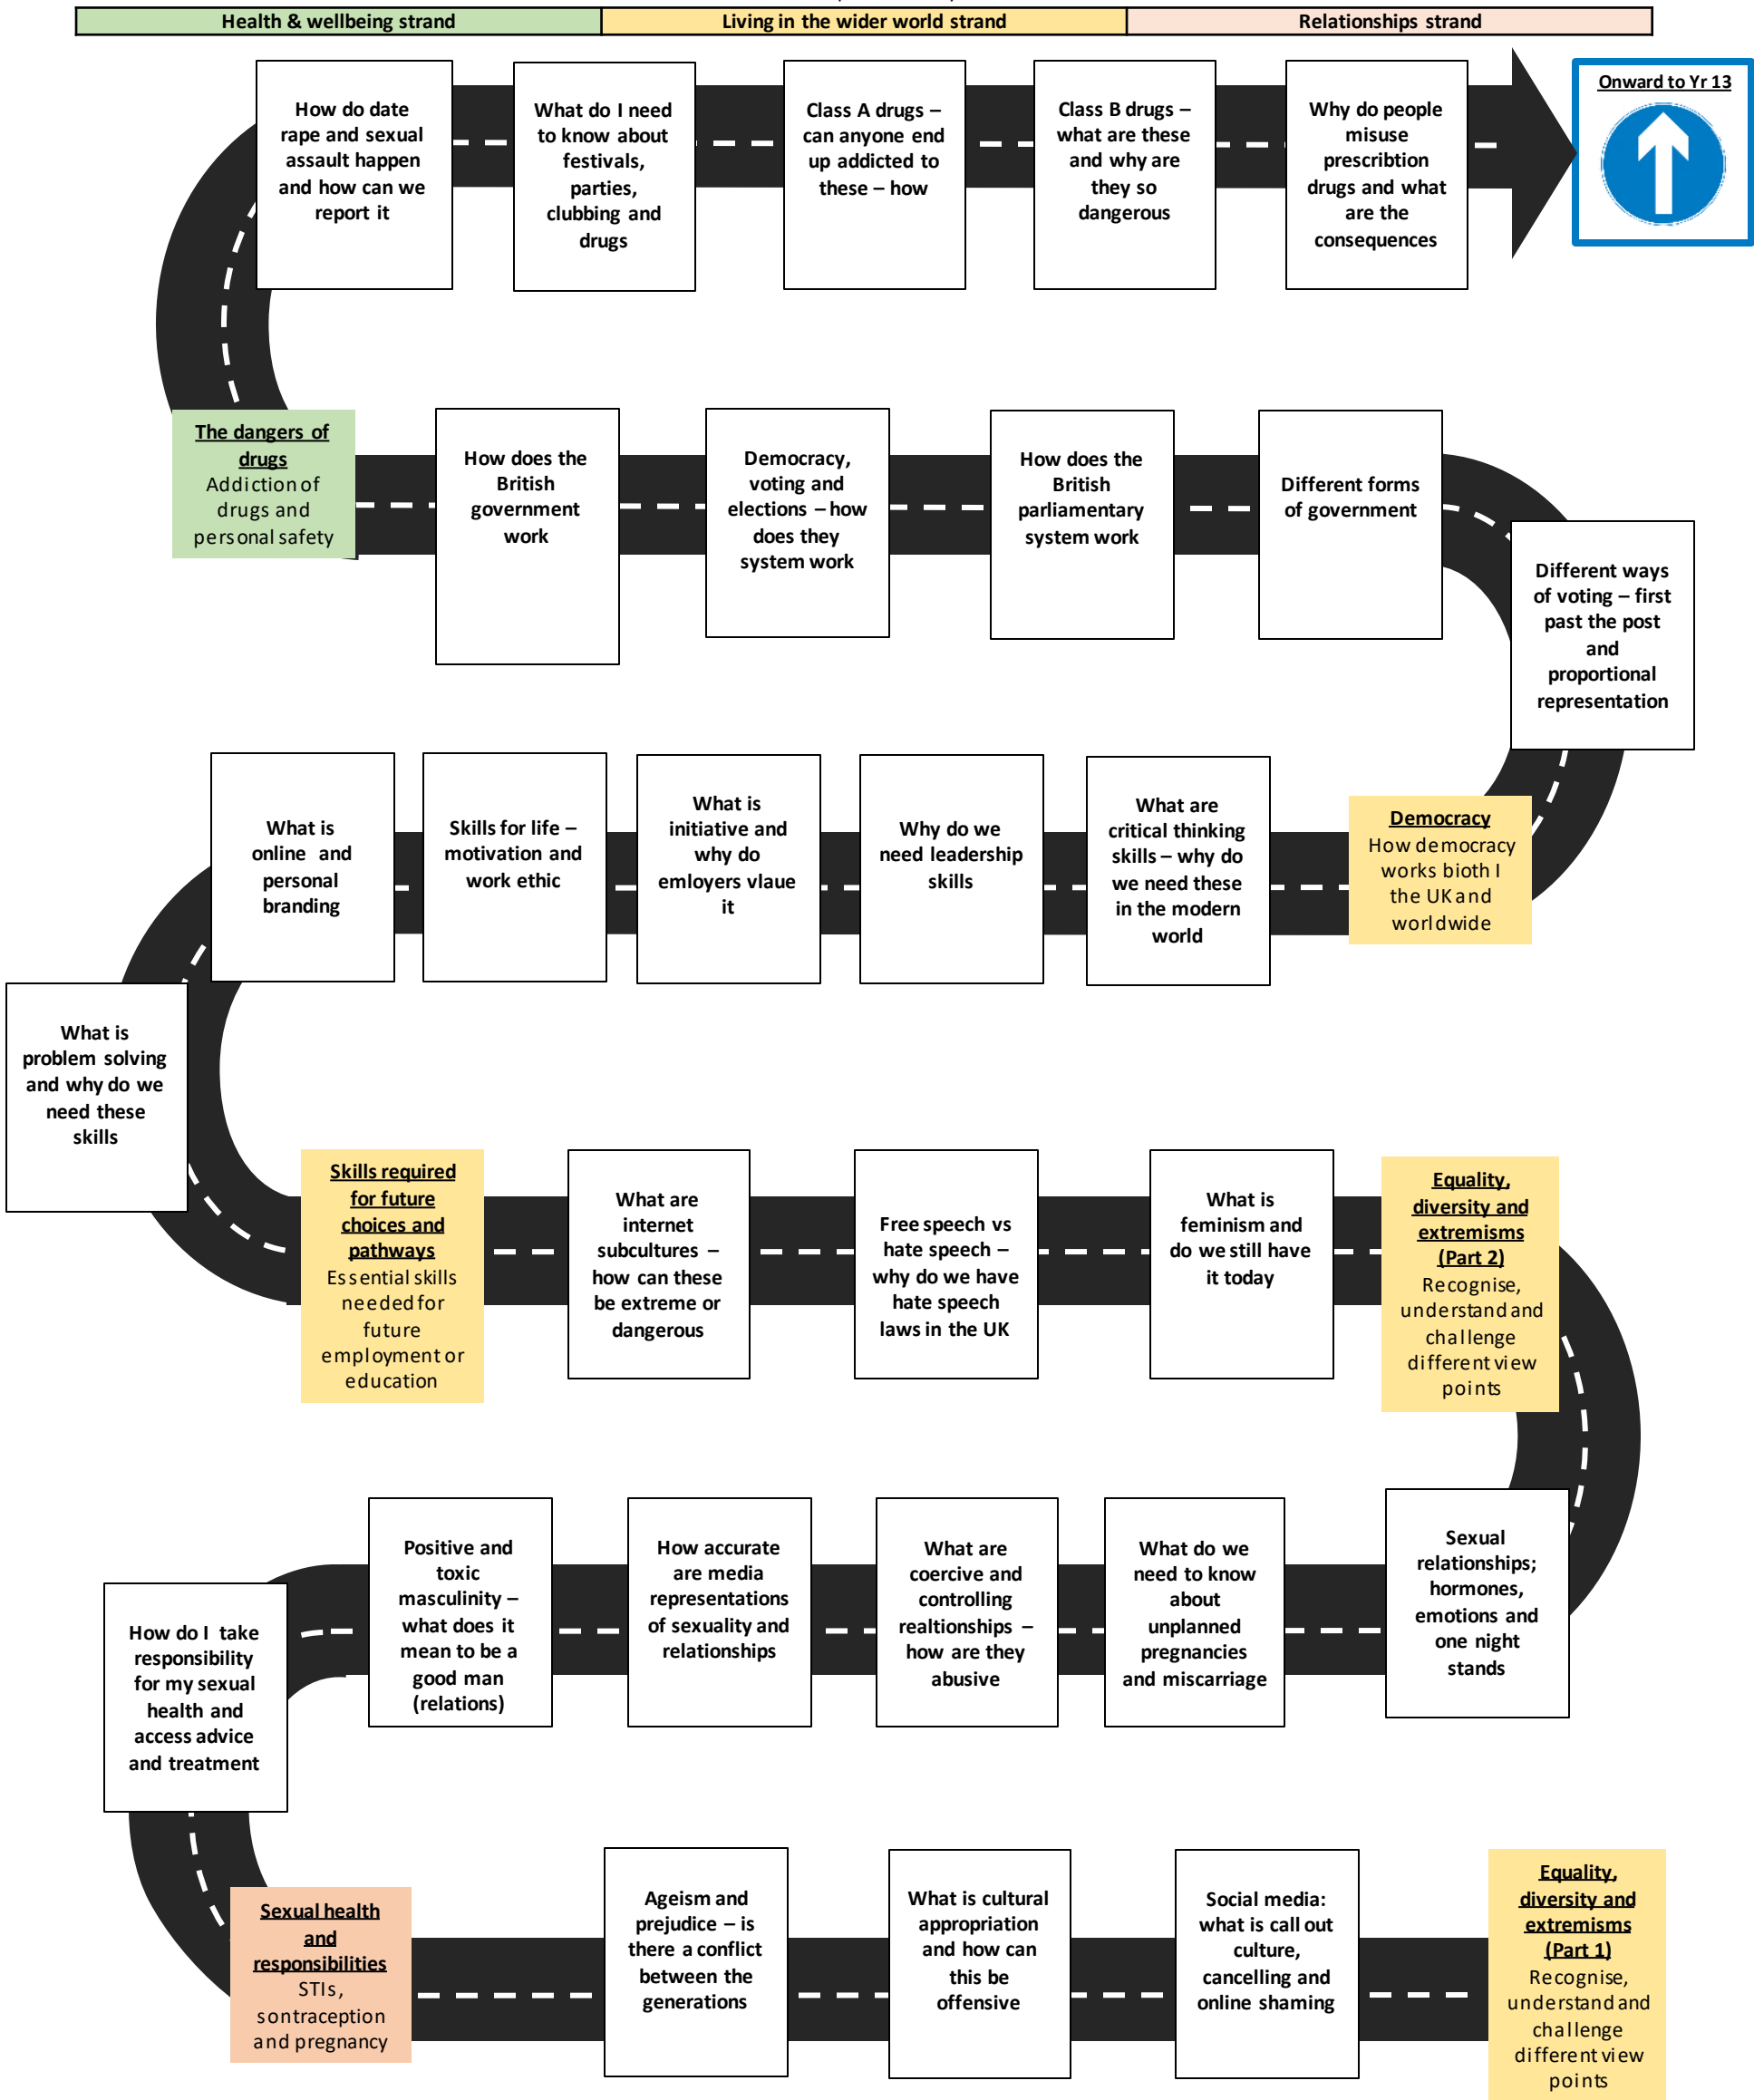 Health & wellbeing strand
Living in the wider world strand
Relationships strand
How do date
rape and sexual
assault happen
and how can we
report it
What do I need
to know about
festivals,
parties,
clubbing and
drugs
Class A drugs –
can anyone end
up addicted to
these – how
Class B drugs –
what are these
and why are
they so
dangerous
Why do people
misuse
prescribtion
drugs and what
are the
consequences
Onward to Yr 13
The dangers of
drugs
Addiction of
drugs and
personal safety
How does the
British
government
work
Democracy,
voting and
elections – how
does they
system work
How does the
British
parliamentary
system work
Different forms
of government
Different ways
of voting – first
past the post
and
proportional
representation
What is
online and
personal
branding
Skills for life –
motivation and
work ethic
What is
initiative and
why do
emloyers vlaue
it
Why do we
need leadership
skills
What are
critical thinking
skills – why do
we need these
in the modern
world
Democracy
How democracy
works bioth I
the UK and
worldwide
What is
problem solving
and why do we
need these
skills
Skills required
for future
choices and
pathways
Essential skills
needed for
future
employment or
education
What are
internet
subcultures –
how can these
be extreme or
dangerous
Free speech vs
hate speech –
why do we have
hate speech
laws in the UK
What is
feminism and
do we still have
it today
Equality,
diversity and
extremisms
(Part 2)
Recognise,
understand and
challenge
different view
points
How do I take
responsibility
for my sexual
health and
access advice
and treatment
Positive and
toxic
masculinity –
what does it
mean to be a
good man
(relations)
How accurate
are media
representations
of sexuality and
relationships
What are
coercive and
controlling
realtionships –
how are they
abusive
What do we
need to know
about
unplanned
pregnancies
and miscarriage
Sexual
relationships;
hormones,
emotions and
one night
stands
Sexual health
and
responsibilities
STIs,
sontraception
and pregnancy
Ageism and
prejudice – is
there a conflict
between the
generations
What is cultural
appropriation
and how can
this be
offensive
Social media:
what is call out
culture,
cancelling and
online shaming
Equality,
diversity and
extremisms
(Part 1)
Recognise,
understand and
challenge
different view
points